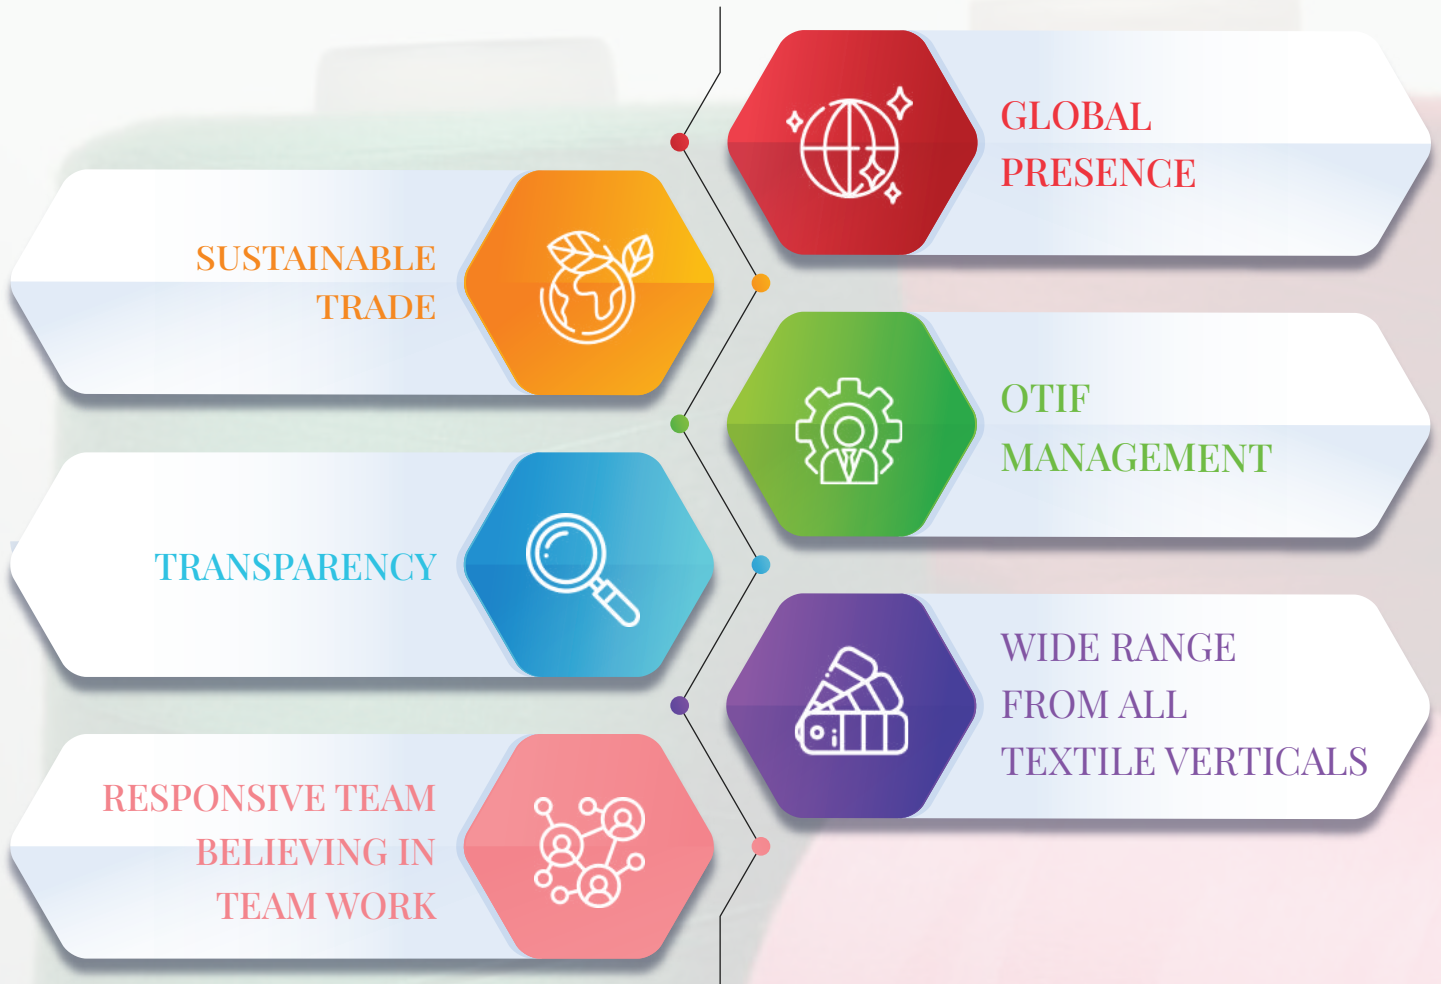 GLOBAL
PRESENCE
SUSTAINABLE
TRADE
OTIF
MANAGEMENT
TRANSPARENCY
WIDE RANGE
FROM ALL
TEXTILE VERTICALS
RESPONSIVE TEAM
BELIEVING IN
TEAM WORK